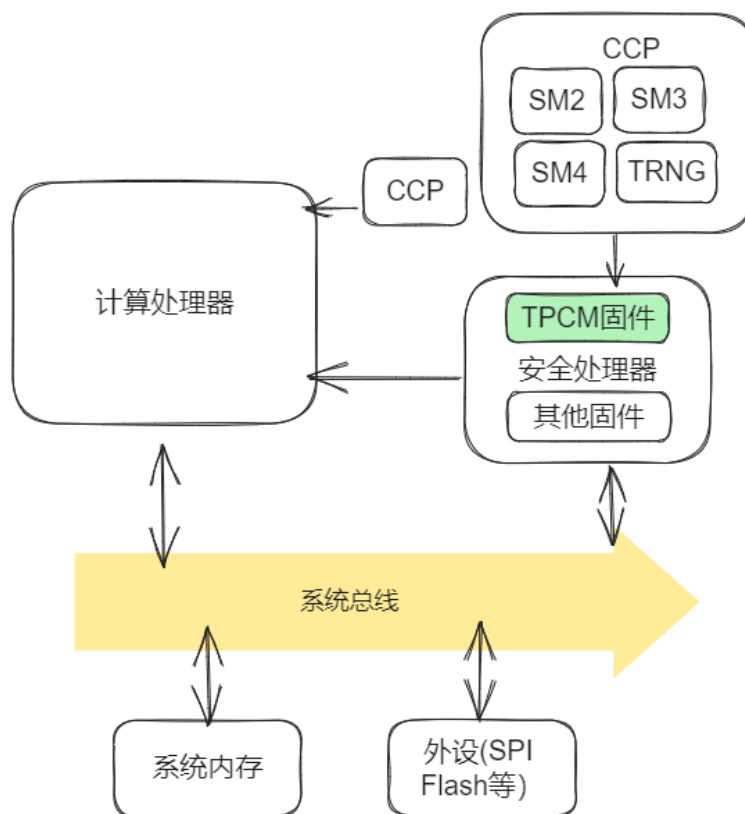 CCP
SM2
SM3
SM4
TRNG
CCP
计算处理器
TPCM固件
安全处理器
其他固件
系统总线
系统内存
外设(SPI
Flash等)